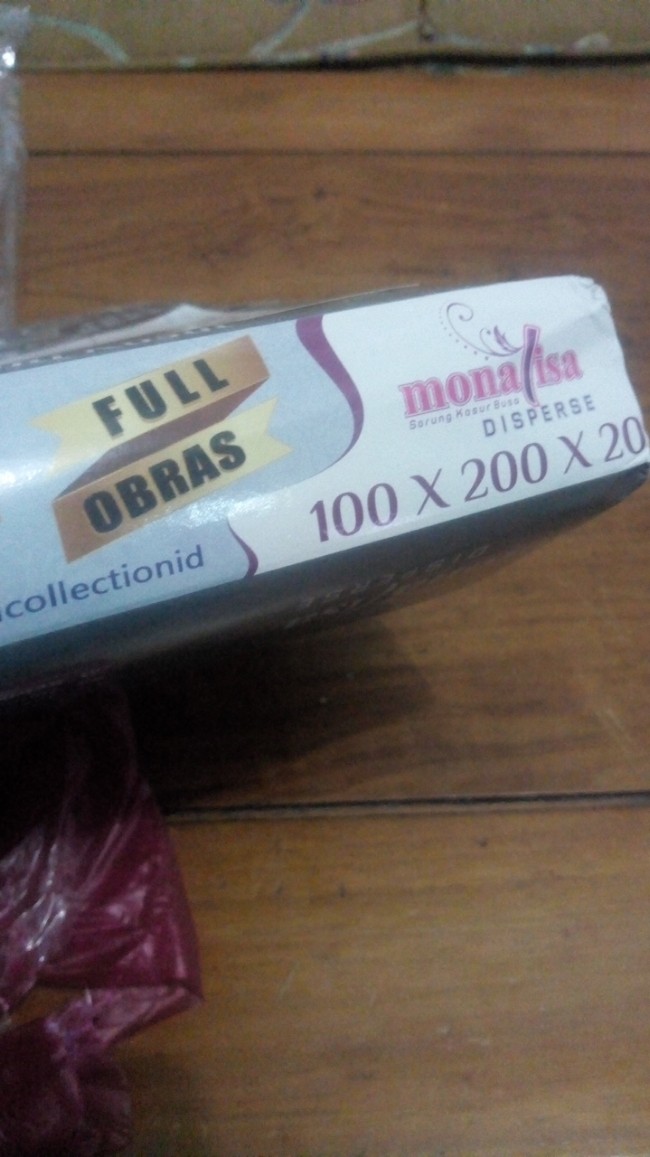 FULL
OBRAS
collectionid
monalisa
Sarung Kasur Busa
DISPERSE
100 X 200 X 20